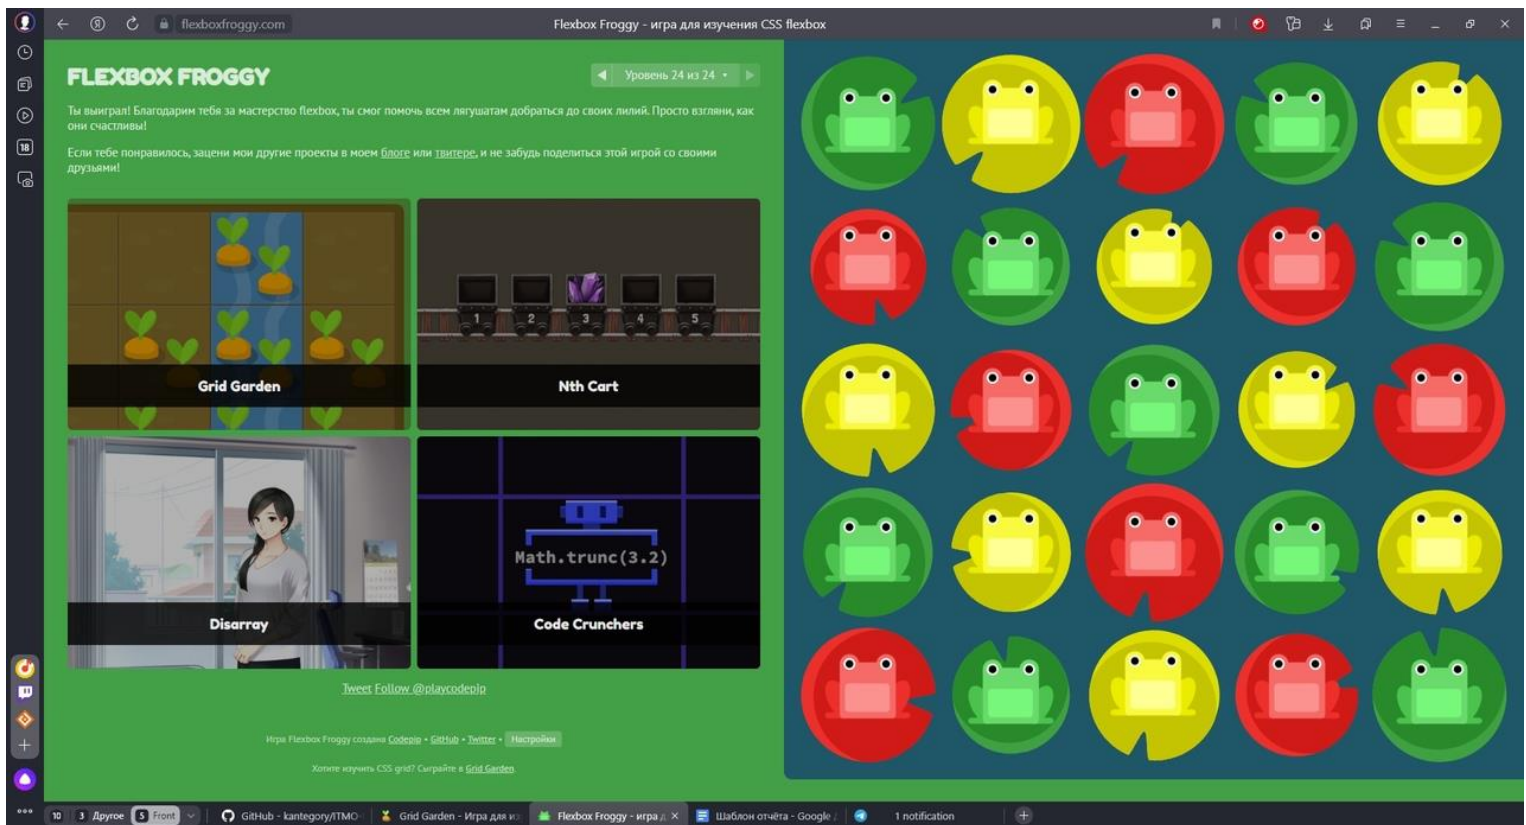 flexboxfroggy.com
Flexbox Froggy - игра для изучения CSS flexbox
18
FLEXBOX FROGGY
Уровень 24 из 24
Ты выиграл! Благодарим тебя за мастерство flexbox, ты смог помочь всем лягушатам добраться до своих лилий. Просто взгляни, как
они счастливы!
Если тебе понравилось, зацени мои другие проекты в моем блоге или твитере, и не забудь поделиться этой игрой со своими
друзьями!
1 2 3 4 5
Grid Garden
Nth Cart
Math.trunc(3.2)
Disarray
Code Crunchers
Tweet Follow @playcodepip
Игра Flexbox Froggy создана Codepip • GitHub • Twitter • Настройки
Хотите изучить CSS grid? Сыграйте в Grid Garden.
10 3 Другое 5 Front GitHub - kantegory/ITMO- Grid Garden - Игра для из Flexbox Froggy - игра д Шаблон отчёта - Google 1 notification